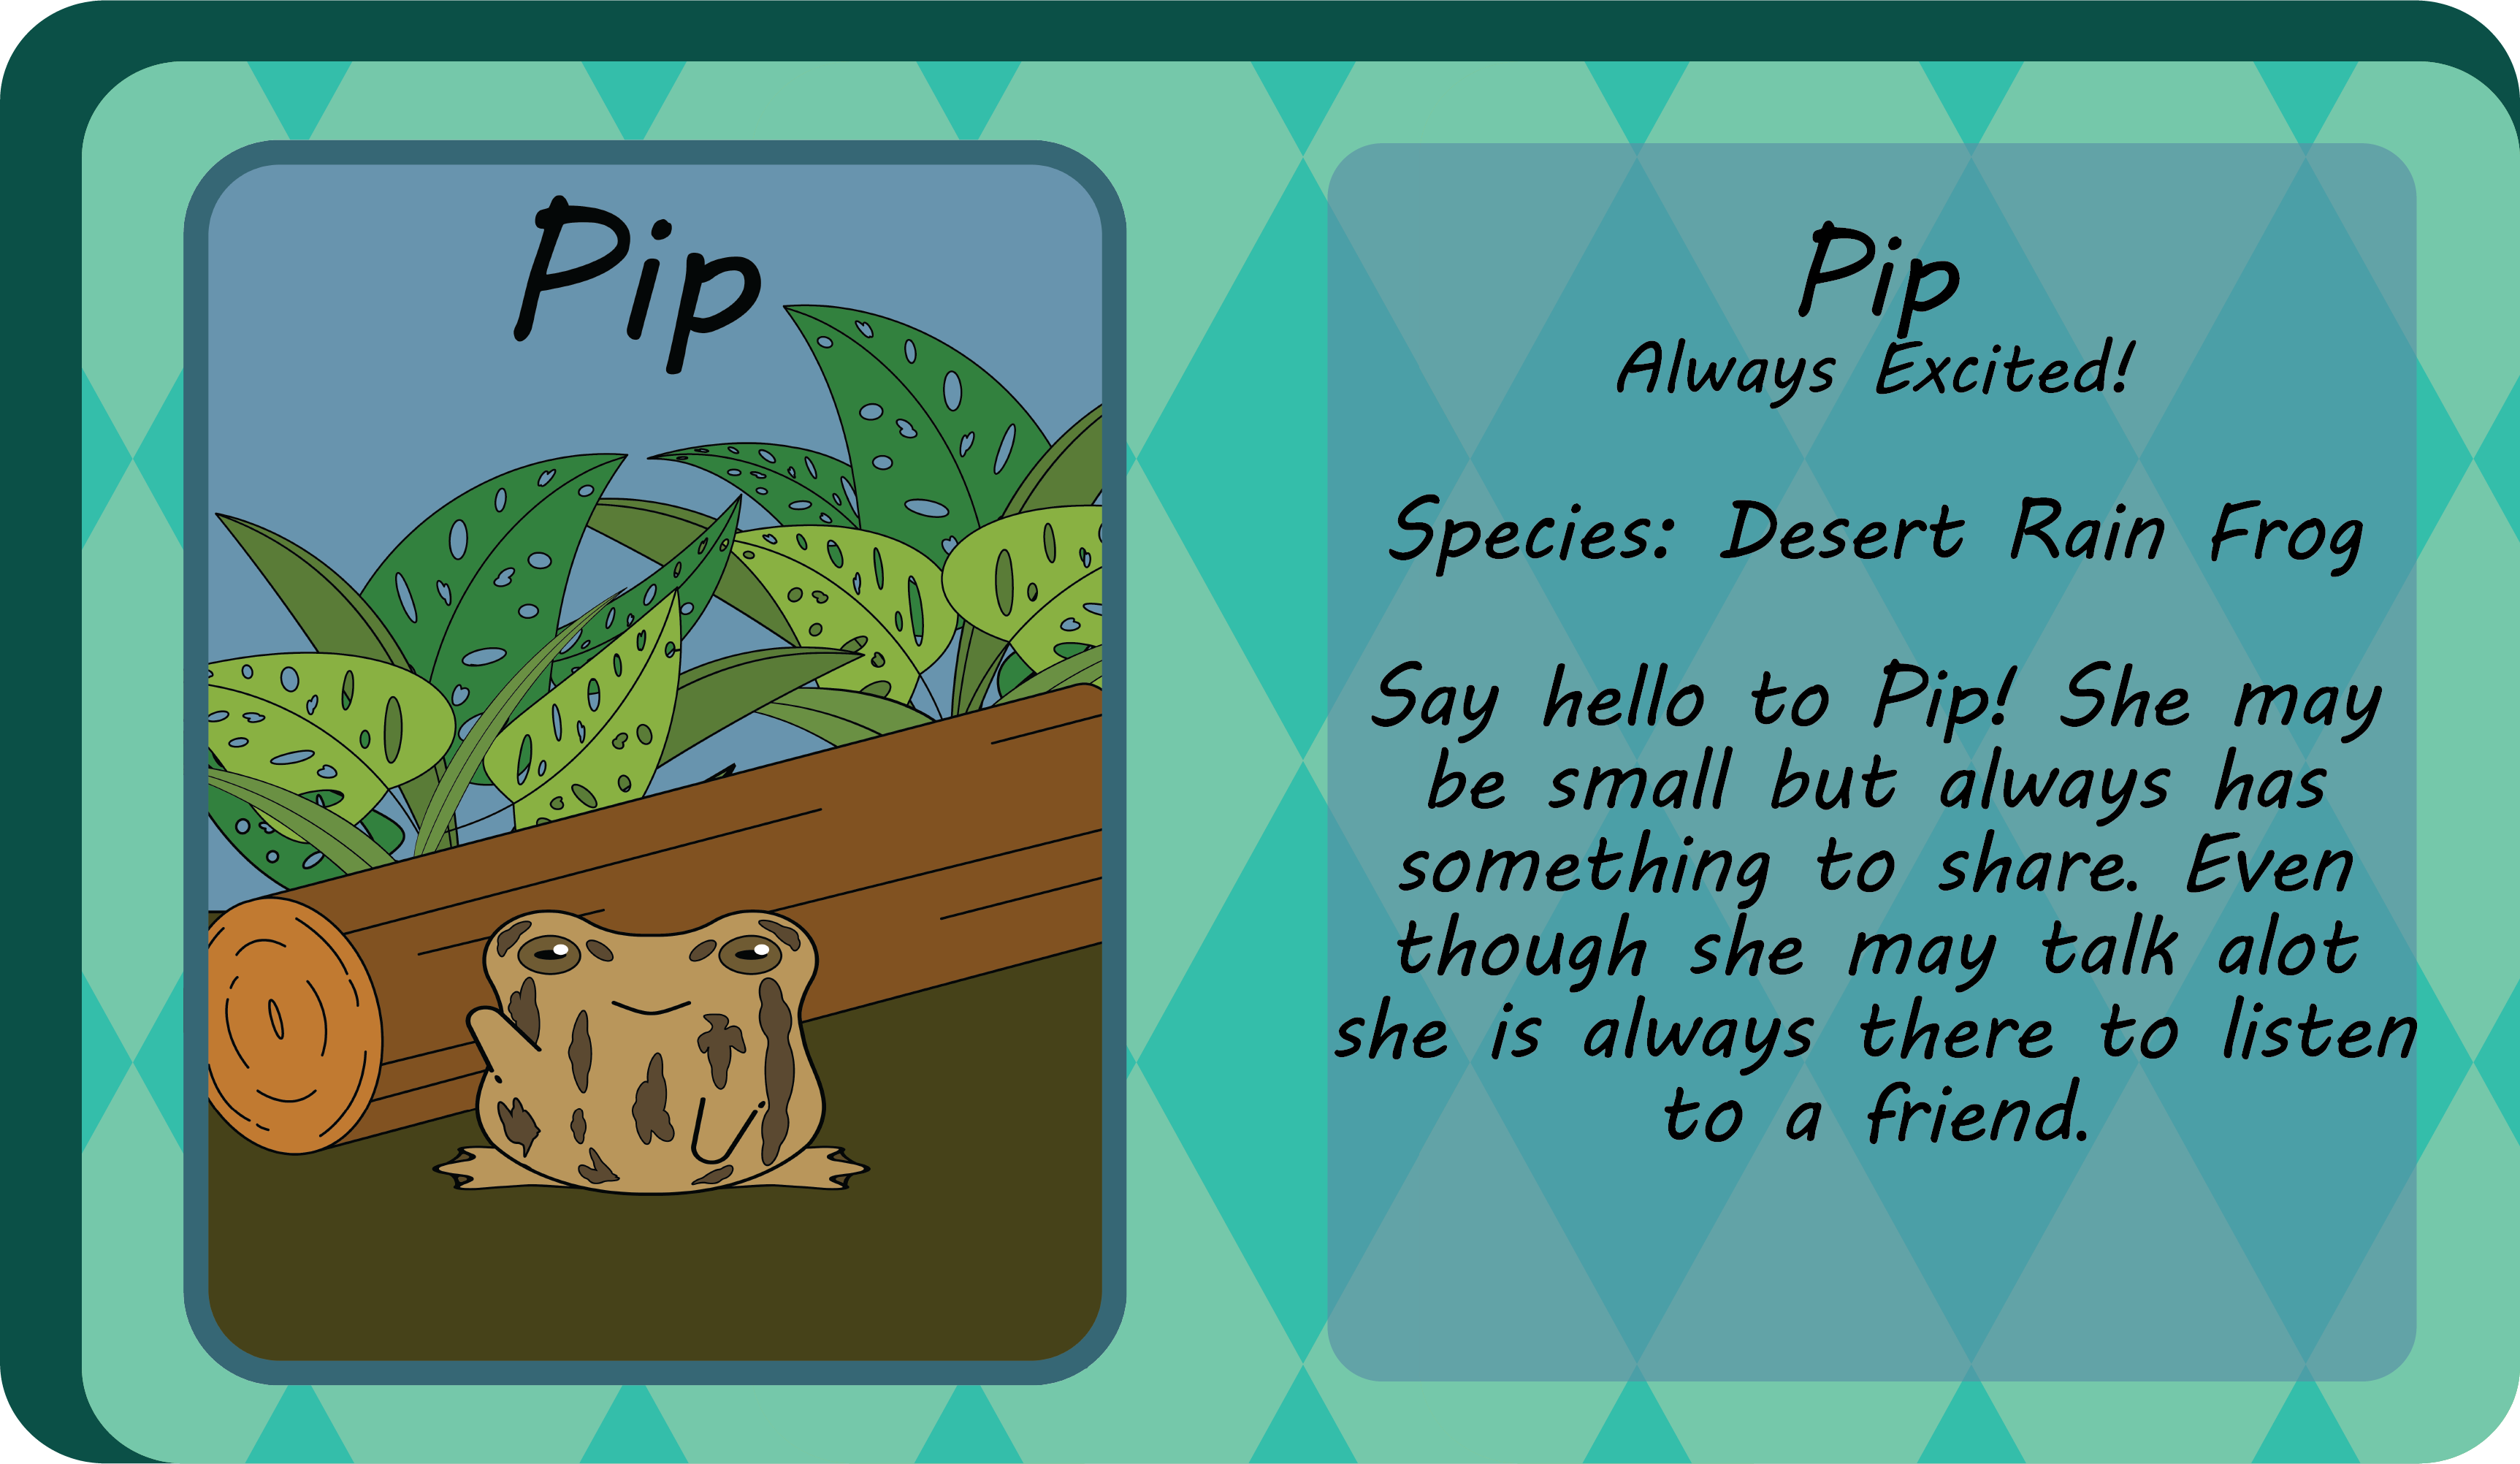 Pip
Pip
Always Excited!
Species: Desert Rain Frog
Say hello to Pip! She may
be small but always has
something to share. Even
though she may talk alot
she is always there to listen
to a friend.